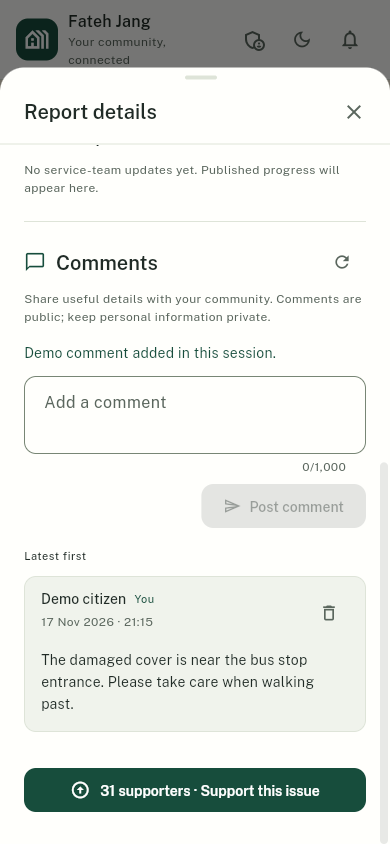 Fateh Jang
Your community,
connected
Report details
No service-team updates yet. Published progress will
appear here.
Comments
Share useful details with your community. Comments are
public; keep personal information private.
Demo comment added in this session.
Add a comment
0/1,000
Post comment
Latest first
Demo citizen You
17 Nov 2026 · 21:15
The damaged cover is near the bus stop
entrance. Please take care when walking
past.
31 supporters · Support this issue